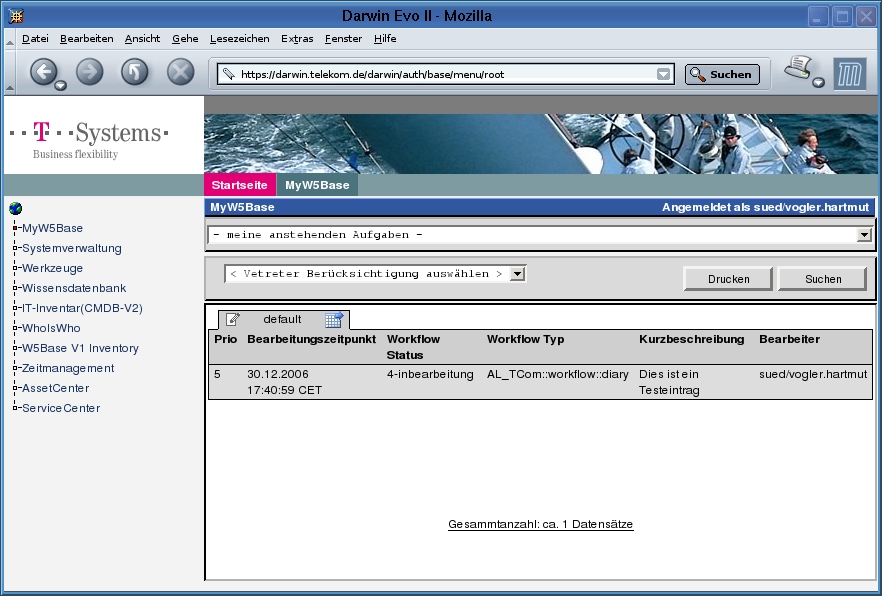 Darwin Evo II - Mozilla
Datei Bearbeiten Ansicht Gehe Lesezeichen Extras Fenster Hilfe
https://darwin.telekom.de/darwin/auth/base/menu/root Suchen
T Systems
Business flexibility
Startseite MyW5Base
MyW5Base Angemeldet als sued/vogler.hartmut
- meine anstehenden Aufgaben -
< Vetreter Berücksichtigung auswählen > Drucken Suchen
MyW5Base
Systemverwaltung
Werkzeuge
Wissensdatenbank
IT-Inventar(CMDB-V2)
WhoIsWho
W5Base V1 Inventory
Zeitmanagement
AssetCenter
ServiceCenter
default
Prio Bearbeitungszeitpunkt Workflow Workflow Typ Kurzbeschreibung Bearbeiter
Status
5 30.12.2006 4-inbearbeitung AL_TCom::workflow::diary Dies ist ein sued/vogler.hartmut
17:40:59 CET Testeintrag
Gesammtanzahl: ca. 1 Datensätze